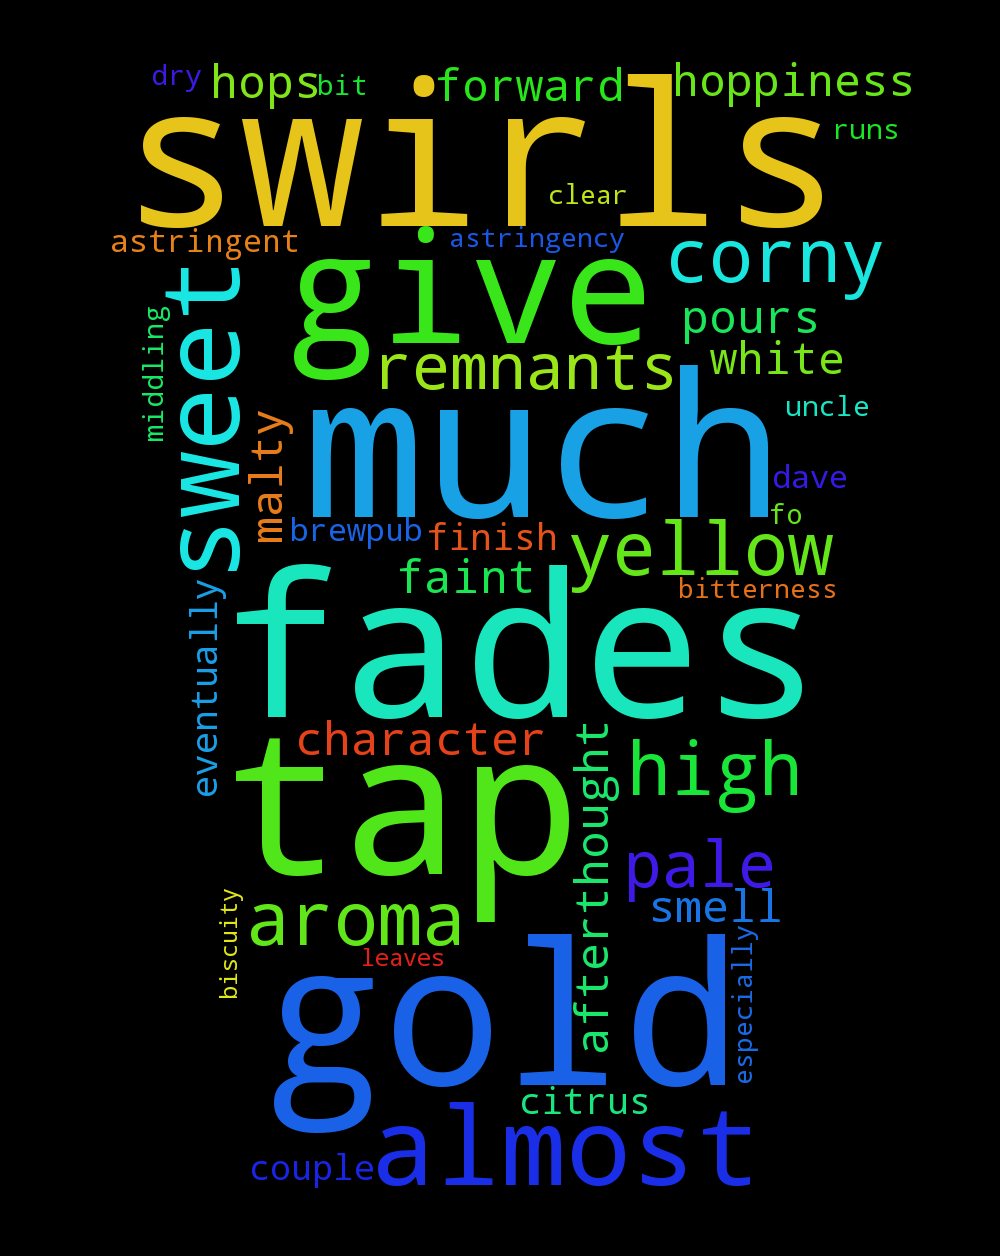 dry
hops
bit
forward
hoppiness
swirls
runs
clear
astringent
astringency
give
corny
sweet
middling
pours
remnants
white
much
uncle
malty
dave
fo
brewpub
finish
yellow
faint
bitterness
eventually
fades
character
tap
afterthought
high
pale
aroma
smell
biscuity
leaves
gold
especially
citrus
almost
couple